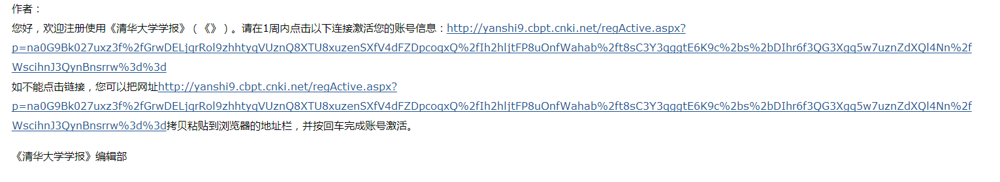 作者：
您好，欢迎注册使用《清华大学学报》（《》）。请在1周内点击以下连接激活您的账号信息：http://yanshi9.cbpt.cnki.net/regActive.aspx?
p=na0G9Bk027uxz3f%2fGrwDELjqrRol9zhhtyqVUznQ8XTU8xuzenSXfV4dFZDpcoqxQ%2fIh2hljtFP8uOnfWahab%2ft8sC3Y3qggtE6K9c%2bs%2bDIhr6f3QG3Xgq5w7uznZdXQl4Nn%2f
WscihnJ3QynBnsrrw%3d%3d
如不能点击链接，您可以把网址http://yanshi9.cbpt.cnki.net/regActive.aspx?
p=na0G9Bk027uxz3f%2fGrwDELjqrRol9zhhtyqVUznQ8XTU8xuzenSXfV4dFZDpcoqxQ%2fIh2hljtFP8uOnfWahab%2ft8sC3Y3qggtE6K9c%2bs%2bDIhr6f3QG3Xgq5w7uznZdXQl4Nn%2f
WscihnJ3QynBnsrrw%3d%3d拷贝粘贴到浏览器的地址栏，并按回车完成账号激活。
《清华大学学报》编辑部